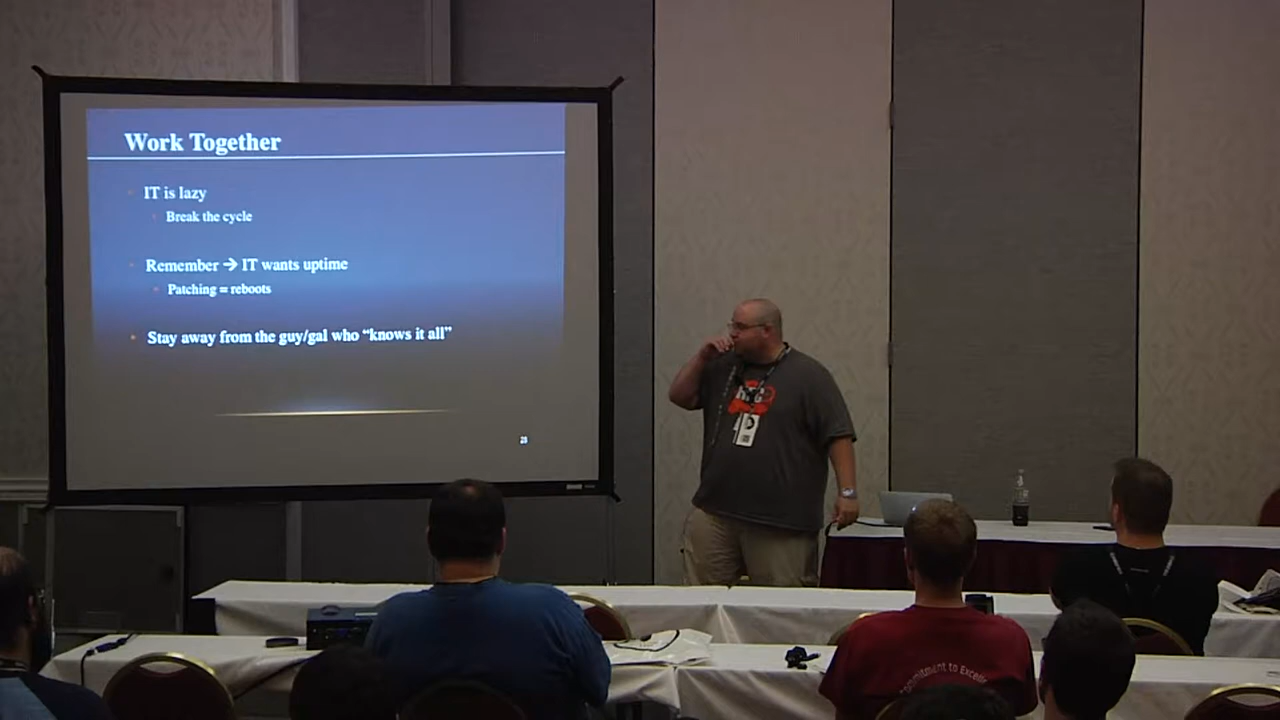 Work Together
IT is lazy
Break the cycle
Remember → IT wants uptime
Patching = reboots
Stay away from the guy/gal who “knows it all”